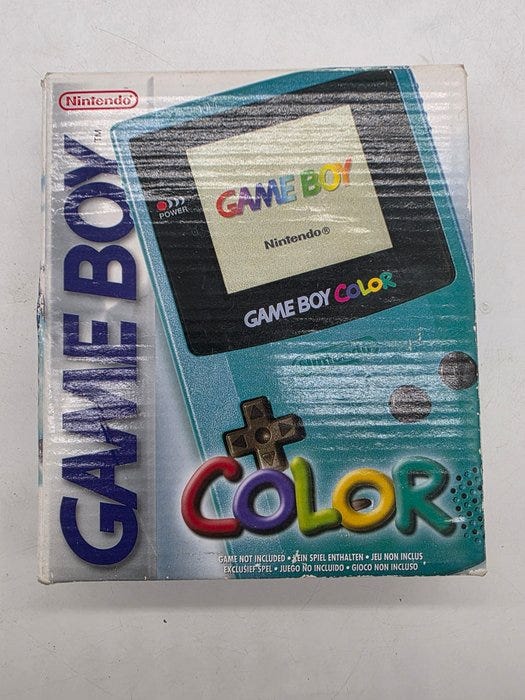 Nintendo®
GAME BOY™
POWER
GAME BOY
Nintendo®
GAME BOY COLOR
COLOR
GAME NOT INCLUDED • KEIN SPIEL ENTHALTEN • JEU NON INCLUS
EXCLUSIEF SPEL • JUEGO NO INCLUIDO • GIOCO NON INCLUSO